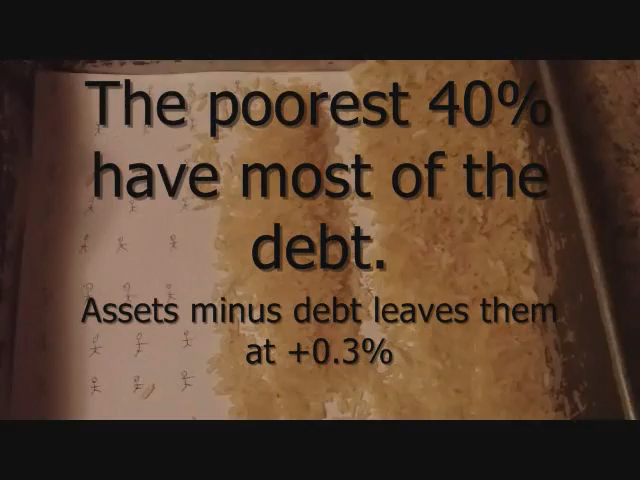 The poorest 40%
have most of the
debt.
Assets minus debt leaves them
at +0.3%